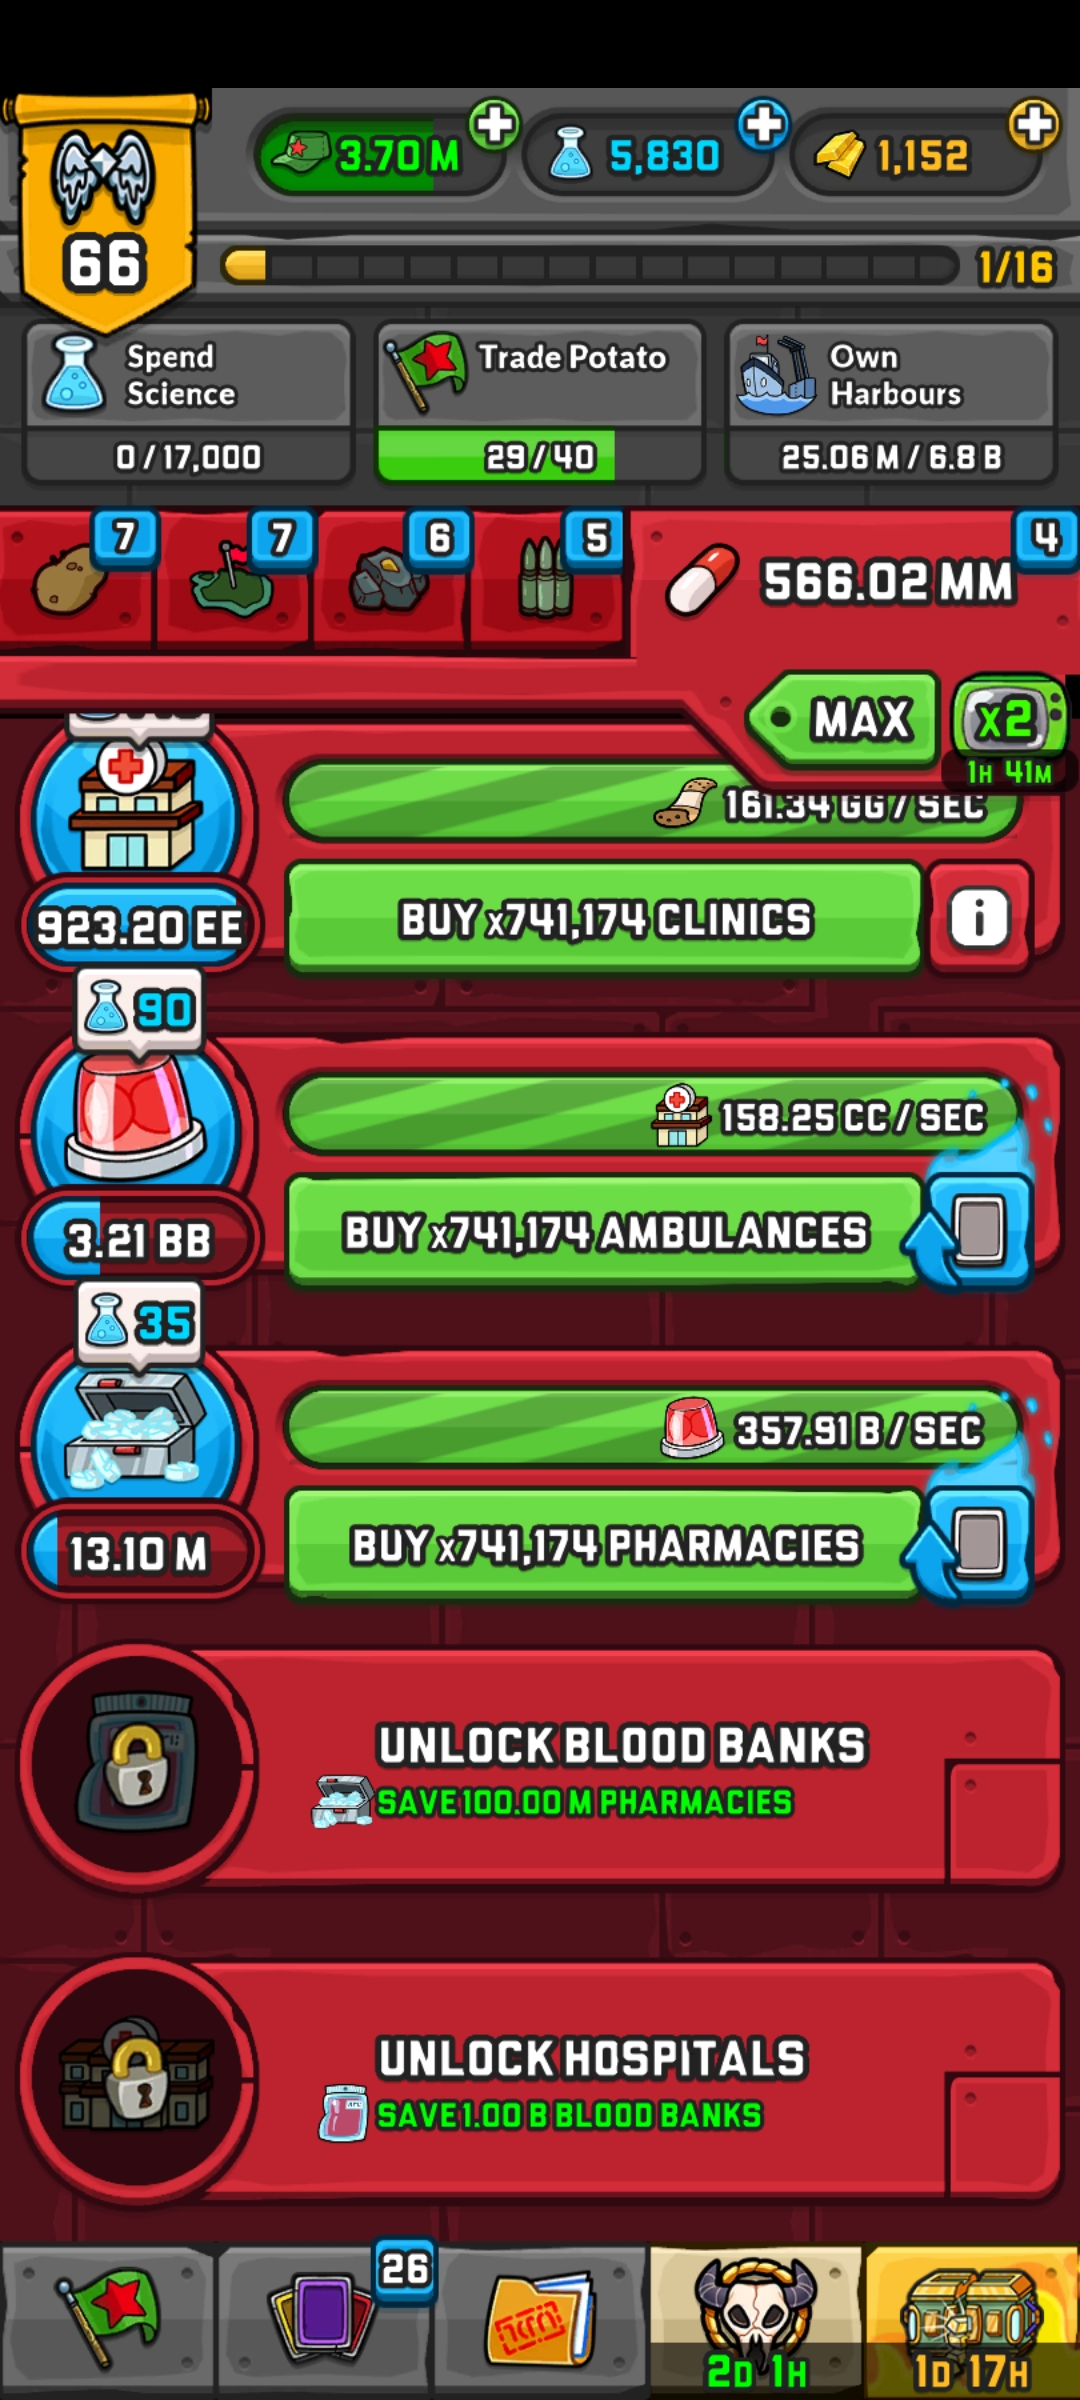 3.70 M
5,830
1,152
66
1/16
Spend
Science
Trade Potato
Own
Harbours
0/17,000
29/40
25.06 M / 6.8 B
7
7
6
5
4
566.02 MM
MAX
x2
1H 41M
161.34 GG / SEC
923.20 EE
BUY x741,174 CLINICS
i
90
158.25 CC / SEC
3.21 BB
BUY x741,174 AMBULANCES
35
357.91 B / SEC
13.10 M
BUY x741,174 PHARMACIES
UNLOCK BLOOD BANKS
SAVE 100.00 M PHARMACIES
UNLOCK HOSPITALS
SAVE 1.00 B BLOOD BANKS
26
2D 1H
1D 17H